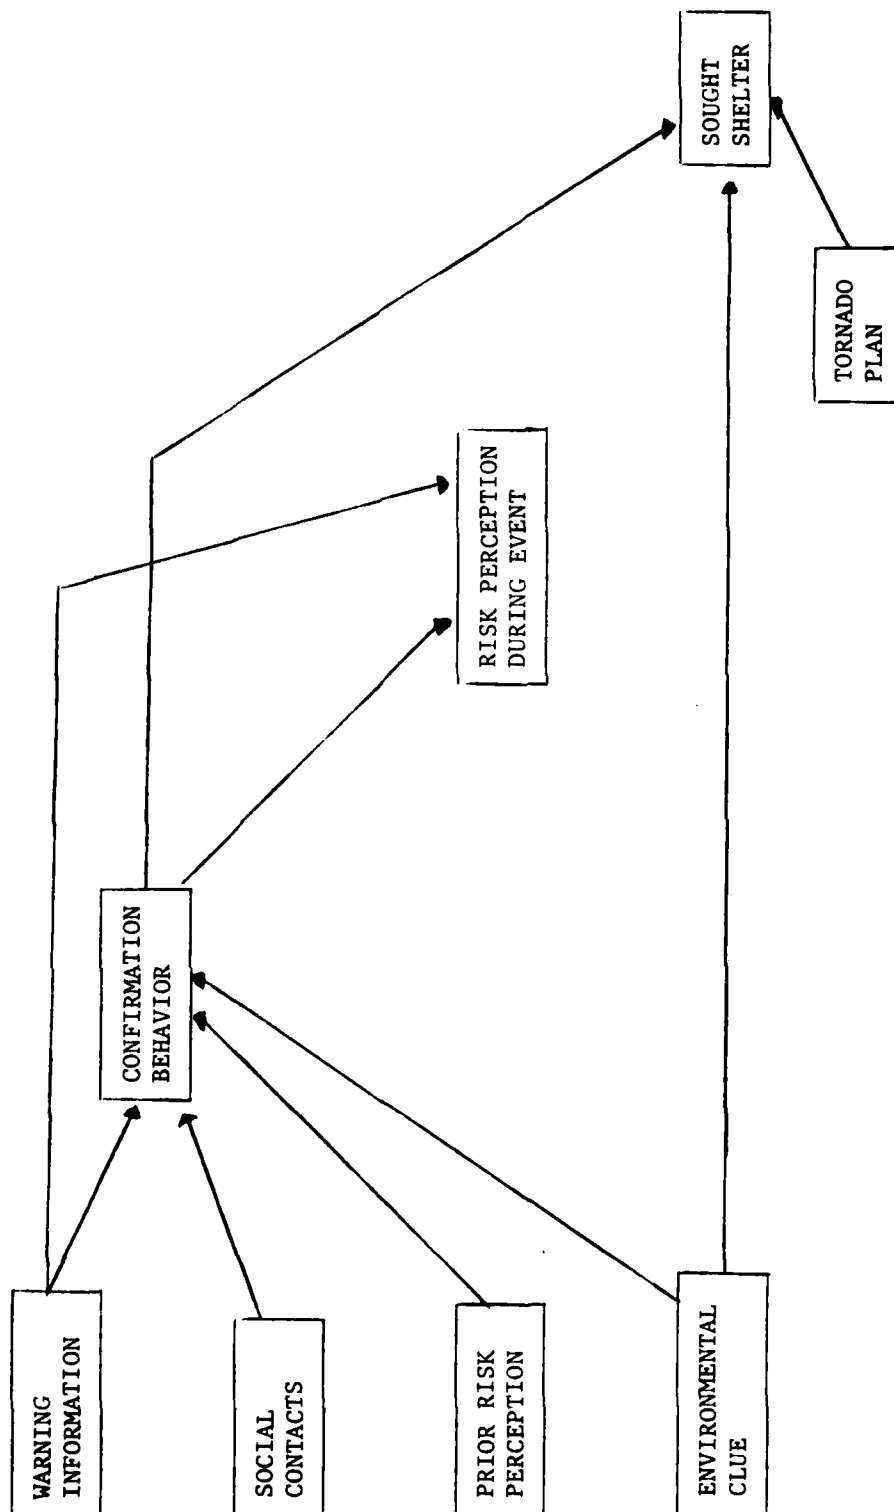 WARNING
INFORMATION
SOCIAL
CONTACTS
PRIOR RISK
PERCEPTION
ENVIRONMENTAL
CLUE
CONFIRMATION
BEHAVIOR
RISK PERCEPTION
DURING EVENT
TORNADO
PLAN
SOUGHT
SHELTER